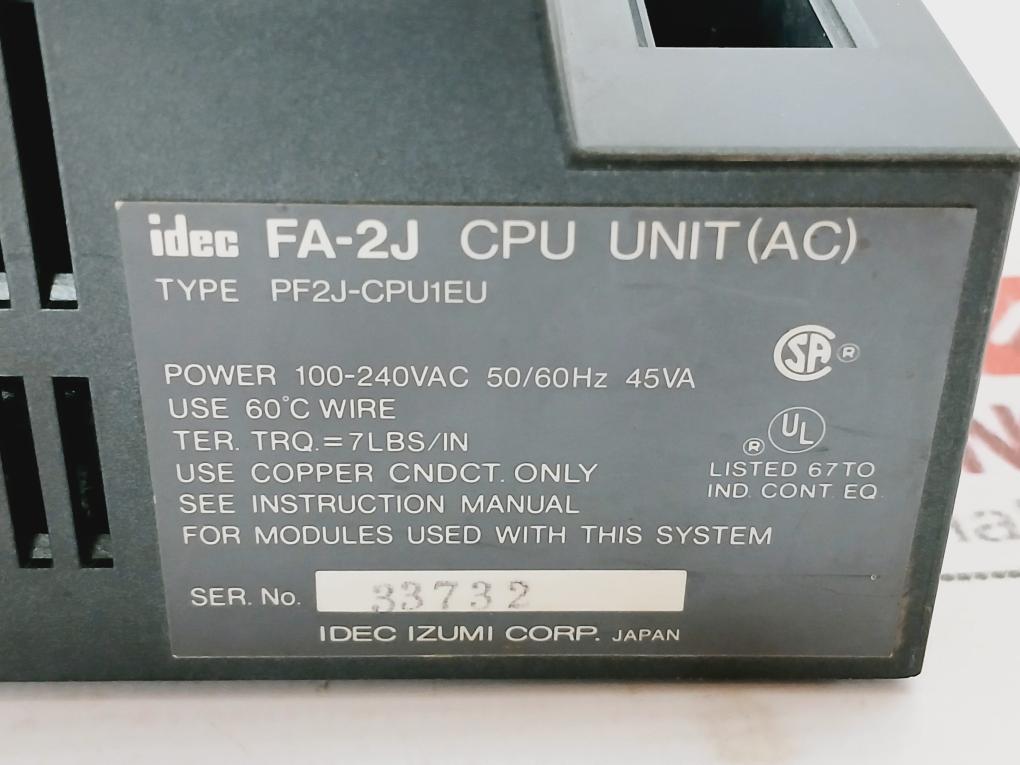 idec FA-2J CPU UNIT(AC)
TYPE PF2J-CPU1EU
SA ®
POWER 100-240VAC 50/60Hz 45VA
USE 60°C WIRE
TER. TRQ.=7LBS/IN
USE COPPER CNDCT. ONLY
SEE INSTRUCTION MANUAL
FOR MODULES USED WITH THIS SYSTEM
® UL
LISTED 67TO
IND. CONT. EQ.
SER. No. 33732
IDEC IZUMI CORP. JAPAN